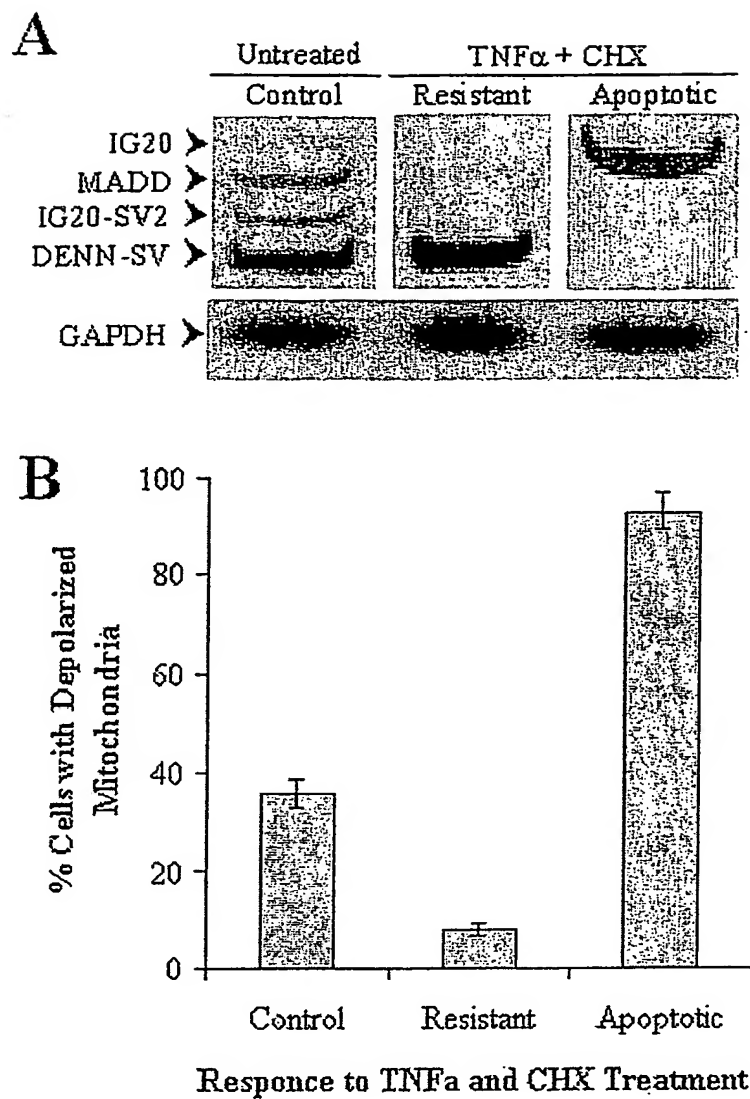 A
Untreated TNFα + CHX
Control Resistant Apoptotic
IG20
MADD
IG20-SV2
DENN-SV
GAPDH
B
% Cells with Depolarized
Mitochondria
100
80
60
40
20
0
Control Resistant Apoptotic
Responce to TNFa and CHX Treatment